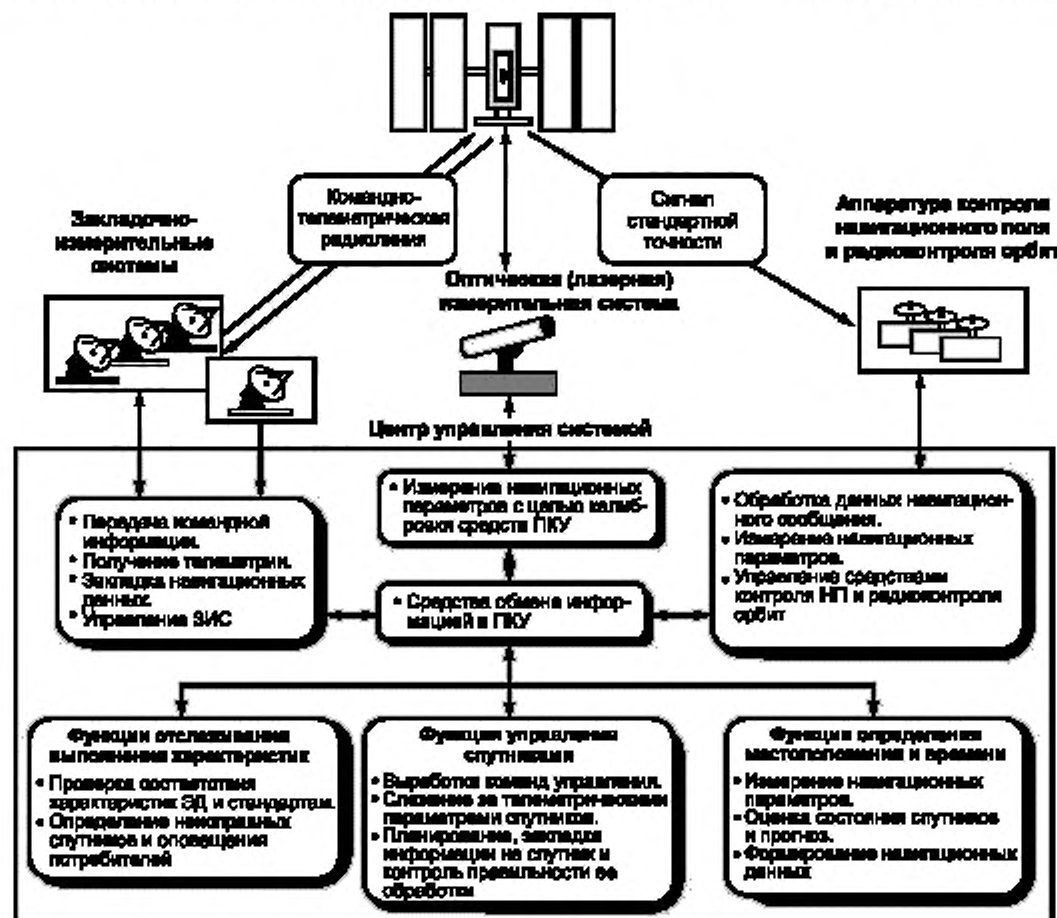 Командно-
телеметрическая
радиолиния
Сигнал
стандартной
точности
Закладочно-
измерительные
системы
Аппаратура контроля
навигационного поля
и радиоконтроля орбит
Оптическая (лазерная)
измерительная система
Центр управления системой
• Передача командной
информации.
• Получение телеметрии.
• Закладка навигационных
данных.
• Управление ЗИС
• Измерение навигационных
параметров с целью калиб-
ровки средств ПКУ
• Средства обмена инфор-
мацией в ПКУ
• Обработка данных навигацион-
ного сообщения.
• Измерение навигационных
параметров.
• Управление средствами
контроля НП и радиоконтроля
орбит
Функции отслеживания
выполнения характеристик
• Проверка соответствия
характеристик ЭД и стандартам.
• Определение неисправных
спутников и оповещения
потребителей
Функция управления
спутниками
• Выработка команд управления.
• Слежение за телеметрическими
параметрами спутников.
• Планирование, закладка
информации на спутник и
контроль правильности ее
обработки
Функция определения
местоположения и времени
• Измерение навигационных
параметров.
• Оценка состояния спутников
и прогноз.
• Формирование навигационных
данных